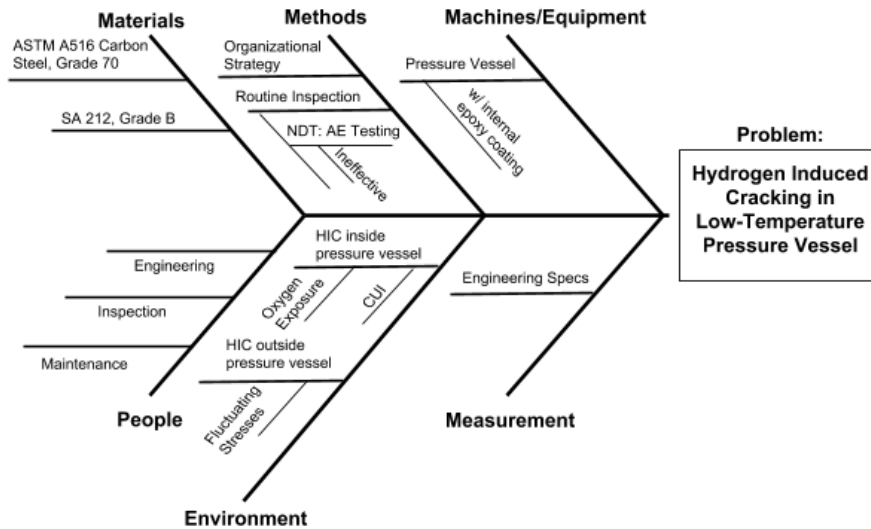 Materials
Methods
Machines/Equipment
ASTM A516 Carbon
Steel, Grade 70
SA 212, Grade B
Organizational
Strategy
Routine Inspection
NDT: AE Testing
Ineffective
Pressure Vessel
w/ internal
epoxy coating
Problem:
Hydrogen Induced
Cracking in
Low-Temperature
Pressure Vessel
Engineering
Inspection
Maintenance
People
HIC inside
pressure vessel
Oxygen
Exposure
CUI
HIC outside
pressure vessel
Fluctuating
Stresses
Environment
Engineering Specs
Measurement